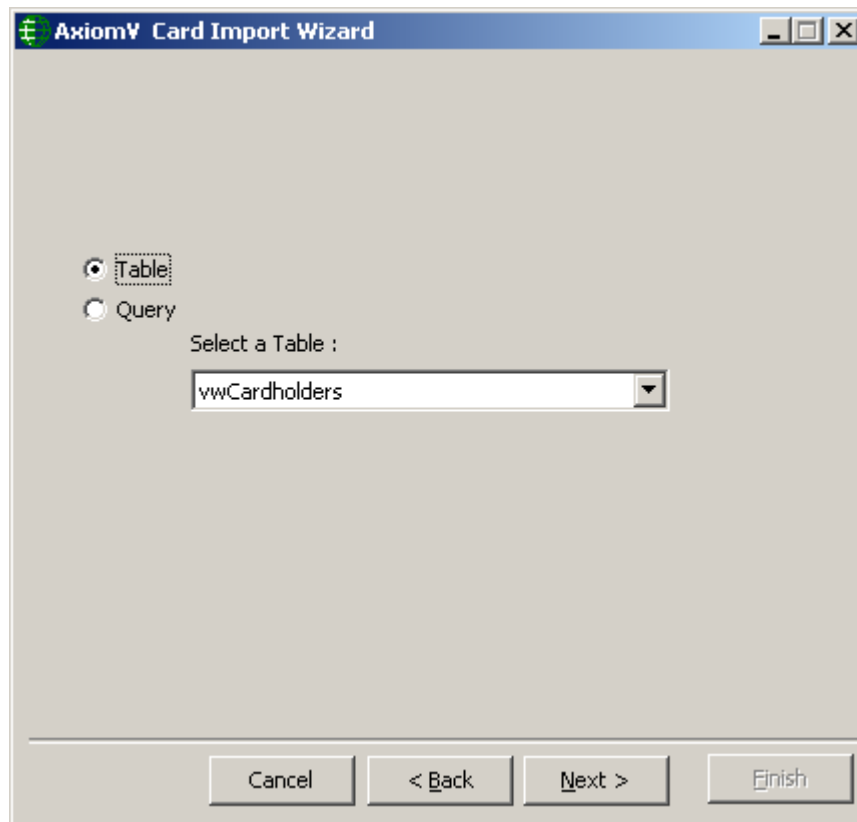 AxiomV Card Import Wizard
Table
Query
Select a Table :
vwCardholders
Cancel
< Back
Next >
Finish